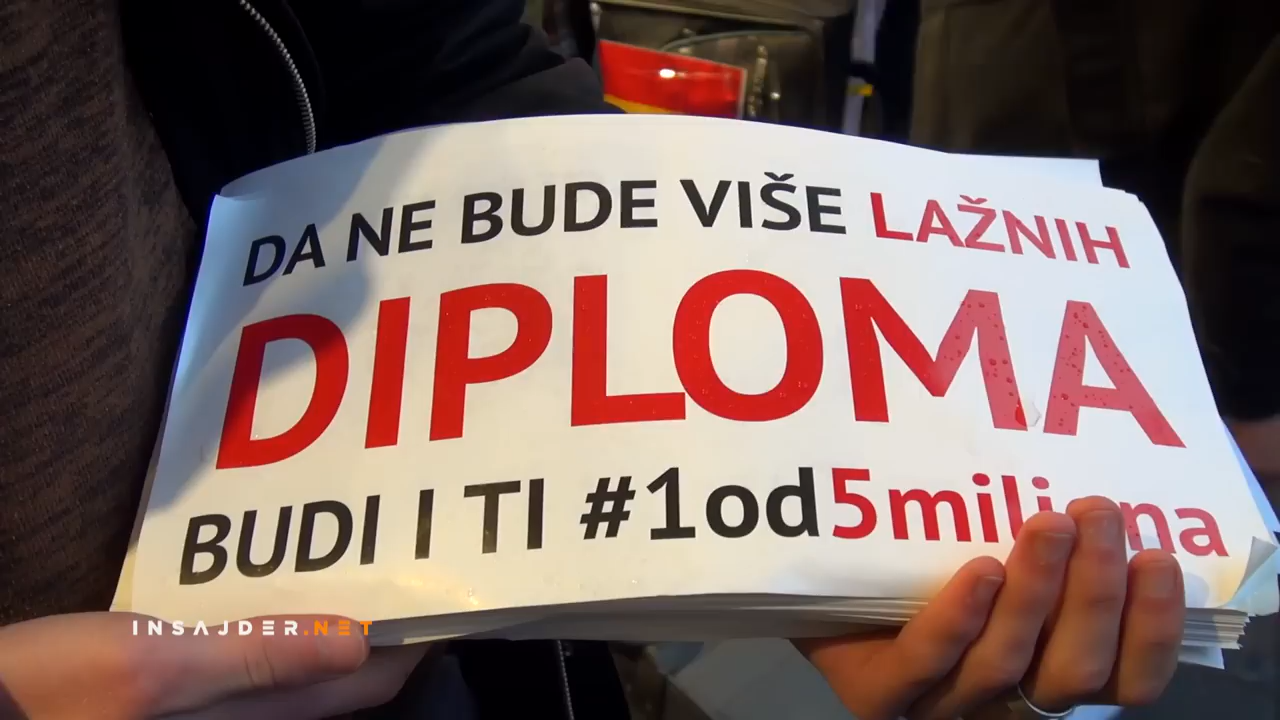 DA NE BUDE VIŠE LAŽNIH
DIPLOMA
BUDI I TI
INSAJDER.NET